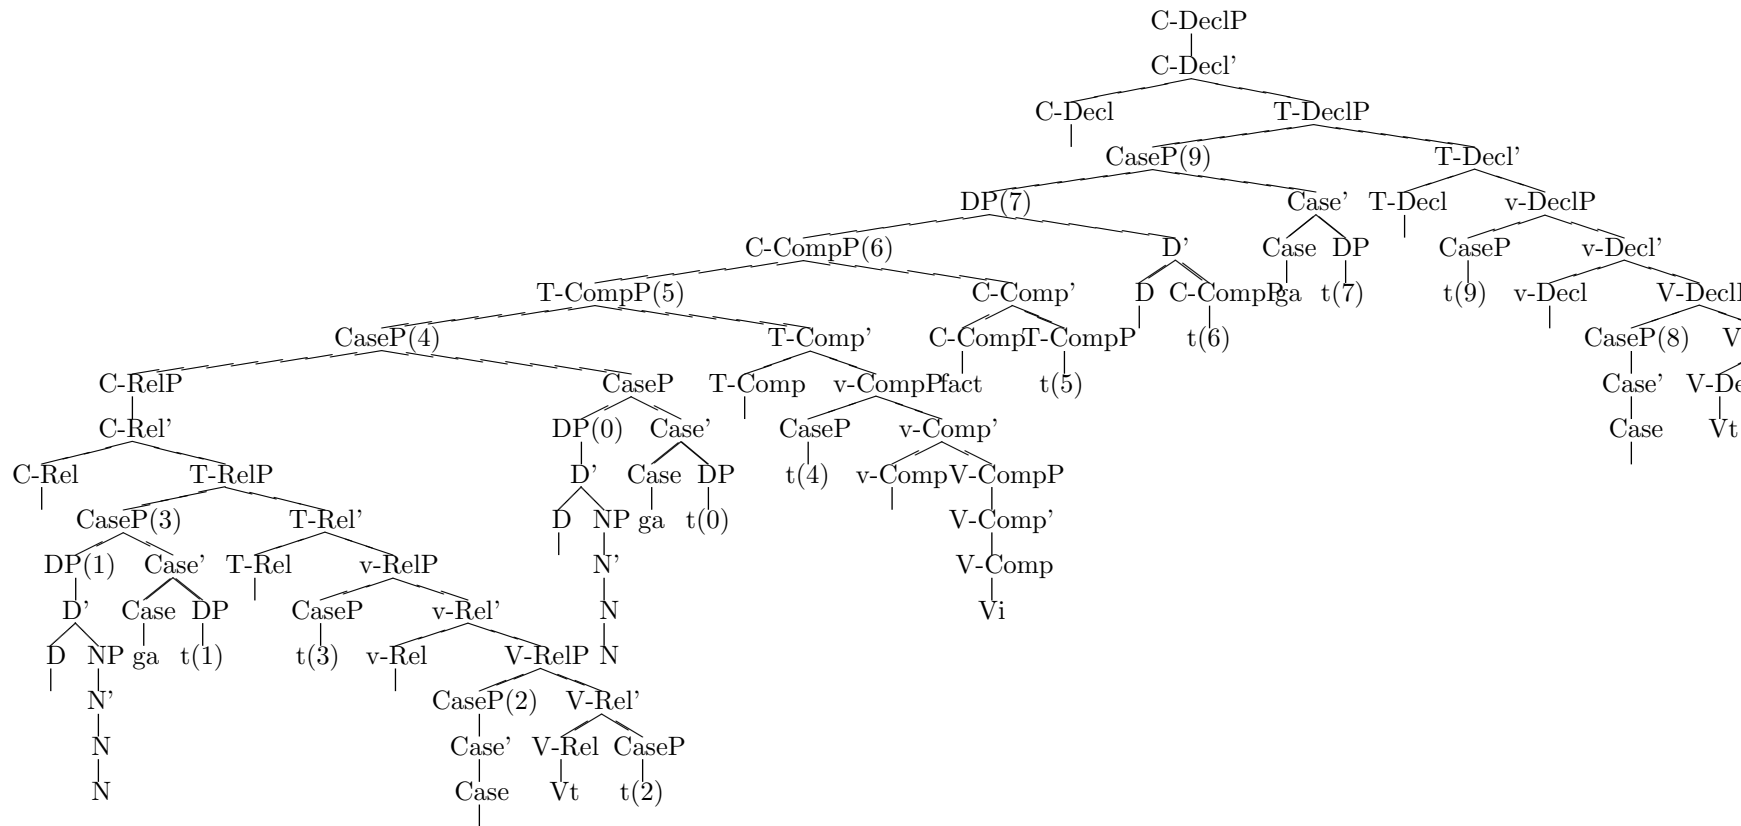 C-DeclP
C-Decl'
C-Decl T-DeclP
CaseP(9) T-Decl'
DP(7) Case' T-Decl v-DeclP
C-CompP(6) D' Case DP CaseP v-Decl'
T-CompP(5) C-Comp' D C-CompP ga t(7) t(9) v-Decl V-DeclP
CaseP(4) T-Comp' C-Comp T-CompP t(6) CaseP(8) V
C-RelP CaseP T-Comp v-CompP fact t(5) Case' V-De
C-Rel' DP(0) Case' CaseP v-Comp' Case Vt
C-Rel T-RelP D' Case DP t(4) v-Comp V-CompP
CaseP(3) T-Rel' D NP ga t(0) V-Comp'
DP(1) Case' T-Rel v-RelP N' V-Comp
D' Case DP CaseP v-Rel' N Vi
D NP ga t(1) t(3) v-Rel V-RelP N
N' CaseP(2) V-Rel'
N Case' V-Rel CaseP
N Case Vt t(2)